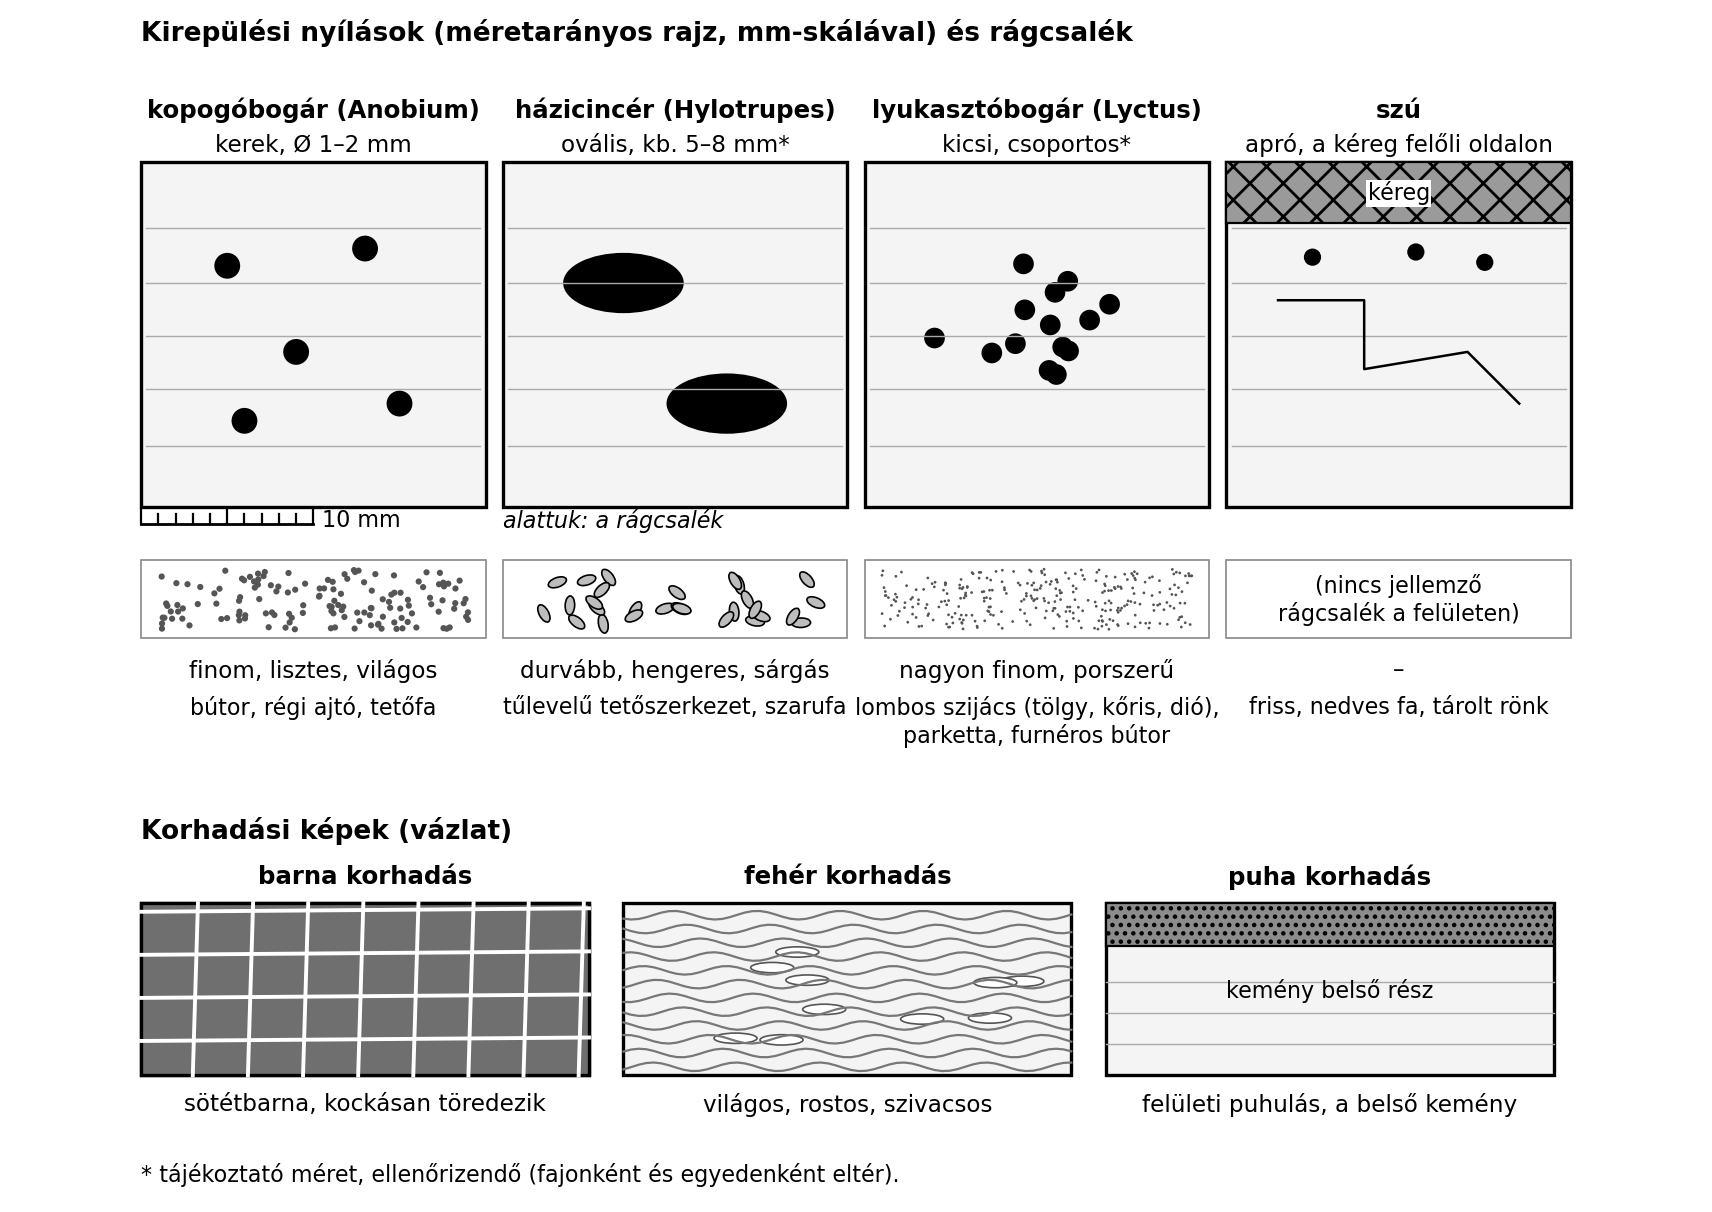 Kirepülési nyílások (méretarányos rajz, mm-skálával) és rágcsalék
kopogóbogár (Anobium)
kerek, Ø 1–2 mm
házicincér (Hylotrupes)
ovális, kb. 5–8 mm*
lyukasztóbogár (Lyctus)
kicsi, csoportos*
szú
apró, a kéreg felőli oldalon
kéreg
10 mm
alattuk: a rágcsalék
(nincs jellemző
rágcsalék a felületen)
finom, lisztes, világos
bútor, régi ajtó, tetőfa
durvább, hengeres, sárgás
tűlevelű tetőszerkezet, szarufa
nagyon finom, porszerű
lombos szijács (tölgy, kőris, dió),
parketta, furnéros bútor
–
friss, nedves fa, tárolt rönk
Korhadási képek (vázlat)
barna korhadás
fehér korhadás
puha korhadás
kemény belső rész
sötétbarna, kockásan töredezik
világos, rostos, szivacsos
felületi puhulás, a belső kemény
* tájékoztató méret, ellenőrizendő (fajonként és egyedenként eltér).